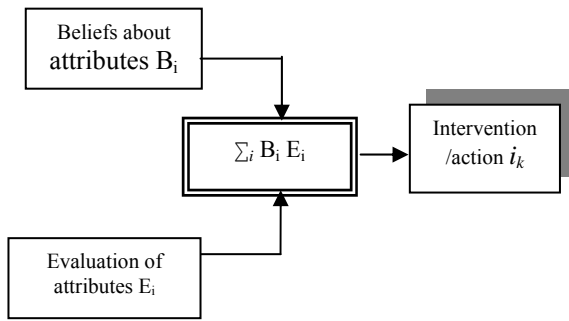 Beliefs about
attributes Bᵢ
∑ᵢ Bᵢ Eᵢ
Intervention
/action iₖ
Evaluation of
attributes Eᵢ